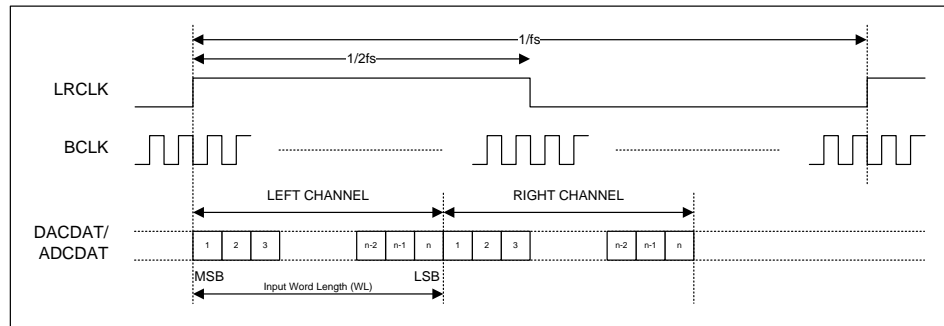 1/fs
1/2fs
LRCLK
BCLK
LEFT CHANNEL RIGHT CHANNEL
DACDAT/
ADCDAT
1 2 3 n-2 n-1 n 1 2 3 n-2 n-1 n
MSB LSB
Input Word Length (WL)